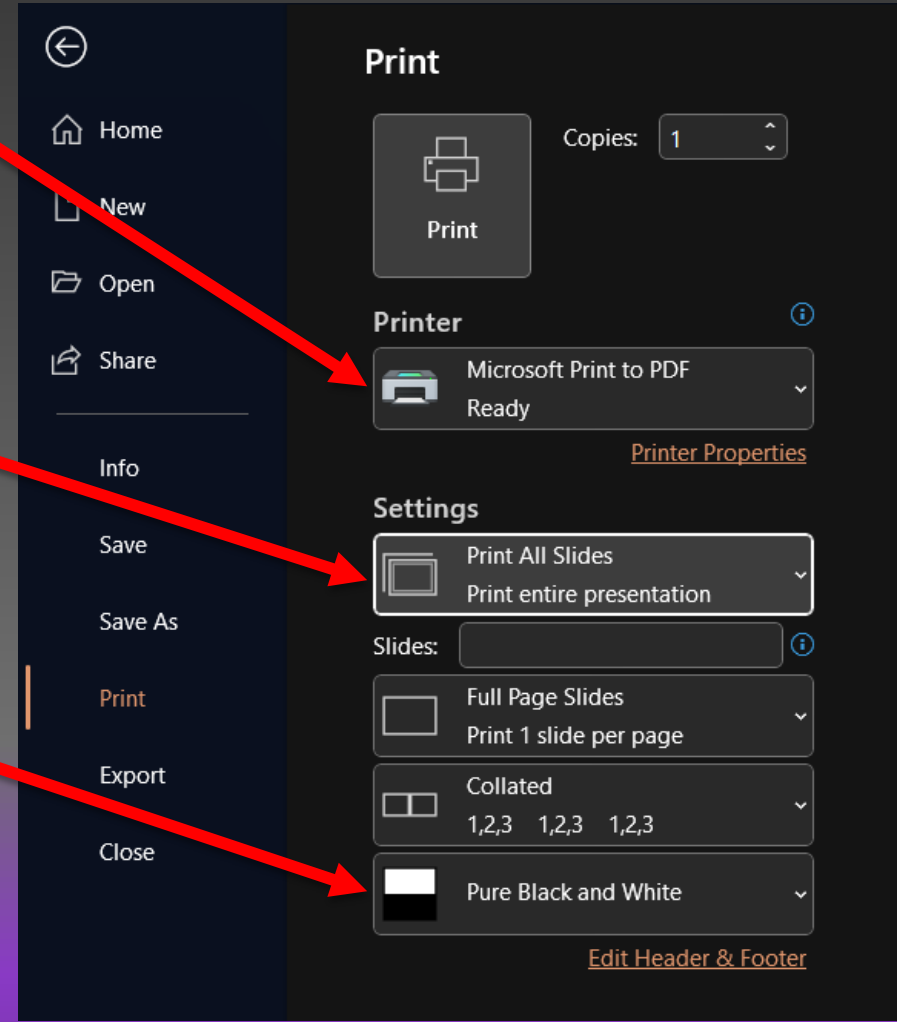 Home
New
Open
Share
Info
Save
Save As
Print
Export
Close
Print
Copies: 1
Print
Printer
Microsoft Print to PDF
Ready
Printer Properties
Settings
Print All Slides
Print entire presentation
Slides:
Full Page Slides
Print 1 slide per page
Collated
1,2,3 1,2,3 1,2,3
Pure Black and White
Edit Header & Footer